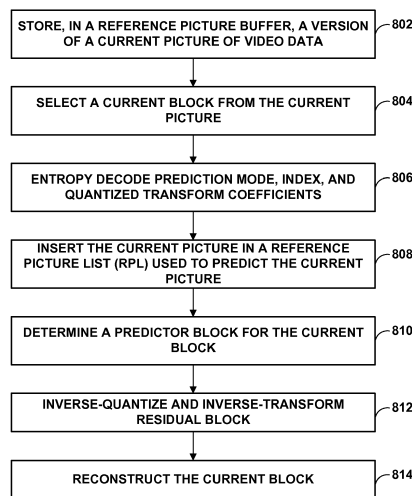 STORE, IN A REFERENCE PICTURE BUFFER, A VERSION
OF A CURRENT PICTURE OF VIDEO DATA
802
SELECT A CURRENT BLOCK FROM THE CURRENT
PICTURE
804
ENTROPY DECODE PREDICTION MODE, INDEX, AND
QUANTIZED TRANSFORM COEFFICIENTS
806
INSERT THE CURRENT PICTURE IN A REFERENCE
PICTURE LIST (RPL) USED TO PREDICT THE CURRENT
PICTURE
808
DETERMINE A PREDICTOR BLOCK FOR THE CURRENT
BLOCK
810
INVERSE-QUANTIZE AND INVERSE-TRANSFORM
RESIDUAL BLOCK
812
RECONSTRUCT THE CURRENT BLOCK
814